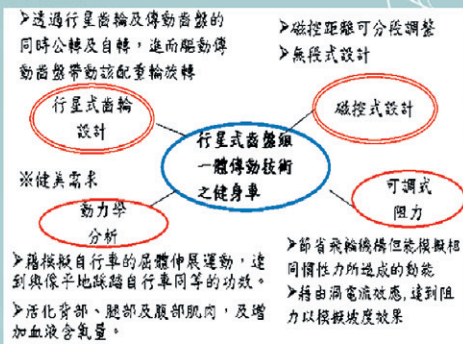 ➢透過行星齒輪及傳動齒盤的
同時公轉及自轉，進而驅動傳
動齒盤帶動該配重輪旋轉
➢磁控距離可分段調整
➢無段式設計
行星式齒輪
設計
磁控式設計
行星式齒盤組
一體傳動技術
之健身車
※健美需求
動力學
分析
可調式
阻力
➢藉模擬自行車的屈體伸展運動，達
到與像平地踩踏自行車同等的功效。
➢活化背部、腿部及腹部肌肉，及增
加血液含氧量。
➢節省飛輪機構但能模擬相
同慣性力所造成的動能
➢藉由渦電流效應,達到阻
力以模擬坡度效果